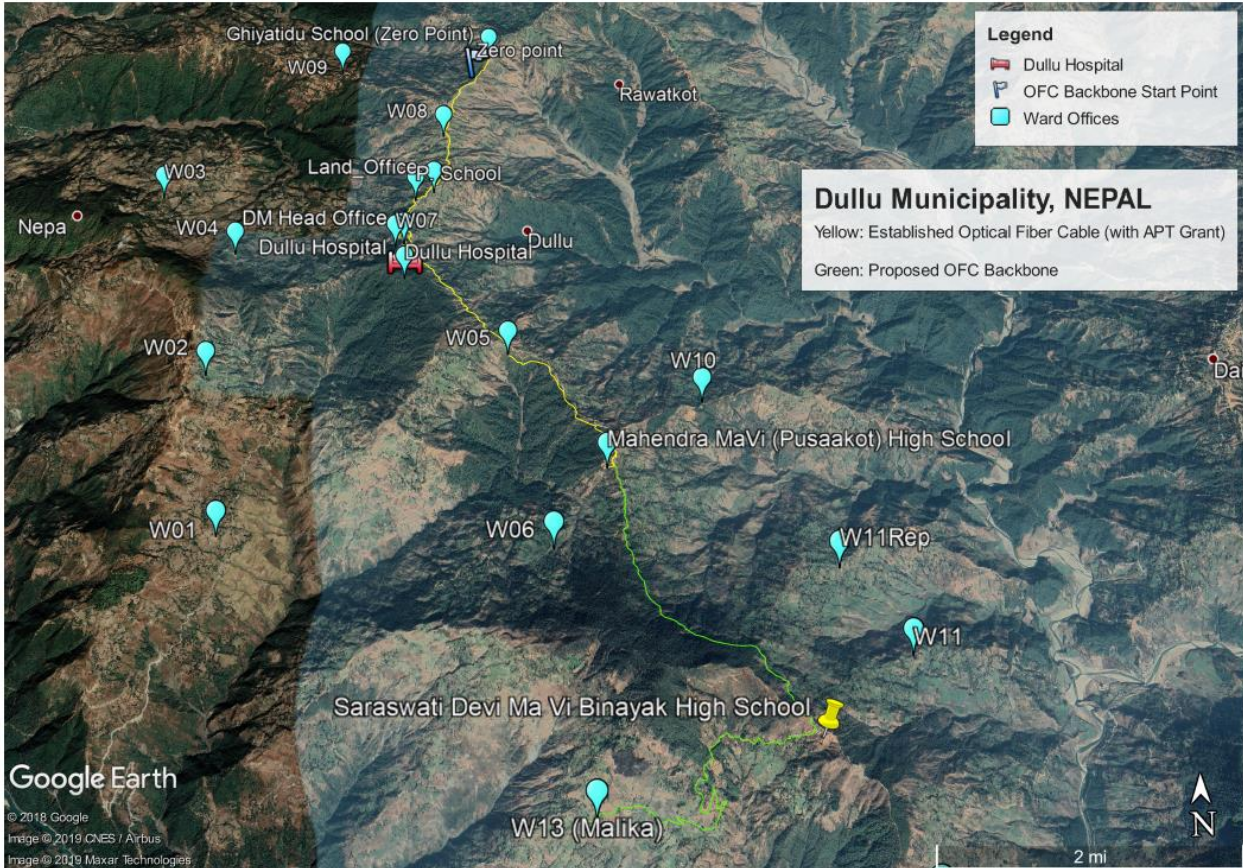 Ghiyatidu School (Zero Point)
Zero point
W09
Rawatkot
W08
Land_Office
School
W03
DM Head Office
W07
W04
Nepa
Dullu
Dullu Hospital
Dullu Hospital
W05
W02
W10
Dai
Mahendra MaVi (Pusaakot) High School
W01
W06
W11Rep
W11
Saraswati Devi Ma Vi Binayak High School
W13 (Malika)
Legend
Dullu Hospital
OFC Backbone Start Point
Ward Offices
Dullu Municipality, NEPAL
Yellow: Established Optical Fiber Cable (with APT Grant)
Green: Proposed OFC Backbone
Google Earth
© 2018 Google
Image © 2019 CNES / Airbus
Image © 2019 Maxar Technologies
N
2 mi